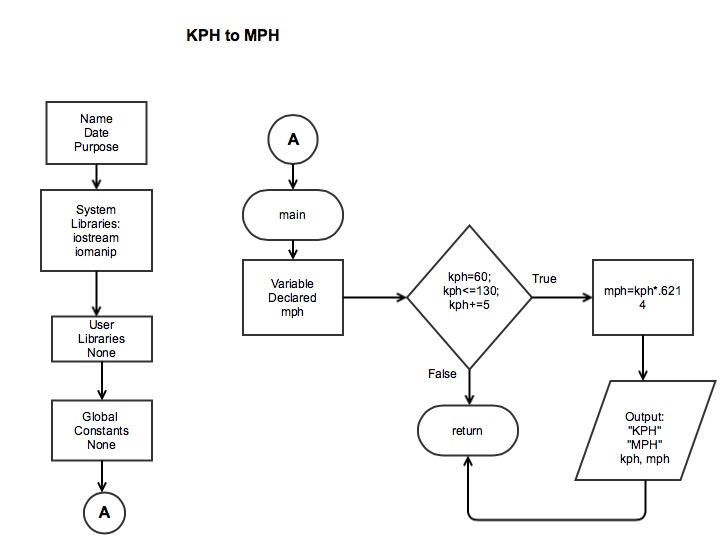 KPH to MPH
Name
Date
Purpose
System
Libraries:
iostream
iomanip
User
Libraries
None
Global
Constants
None
A
A
main
Variable
Declared
mph
kph=60;
kph<=130;
kph+=5
True
False
mph=kph*.621
4
Output:
"KPH"
"MPH"
kph, mph
return